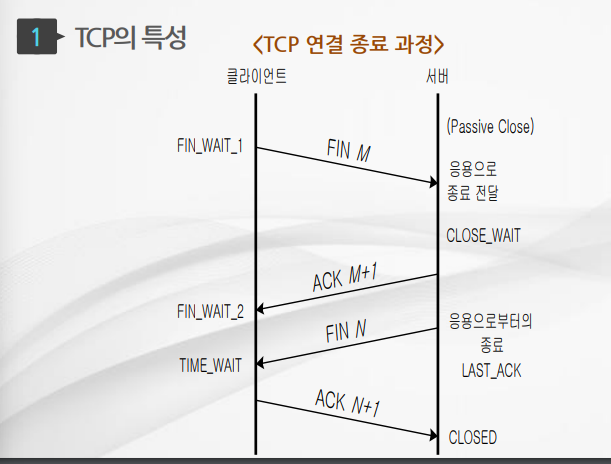 1 TCP의 특성
<TCP 연결 종료 과정>
클라이언트 서버
(Passive Close)
FIN_WAIT_1
FIN M
응용으로
종료 전달
CLOSE_WAIT
ACK M+1
FIN_WAIT_2
FIN N
응용으로부터의
종료
TIME_WAIT
LAST_ACK
ACK N+1
CLOSED